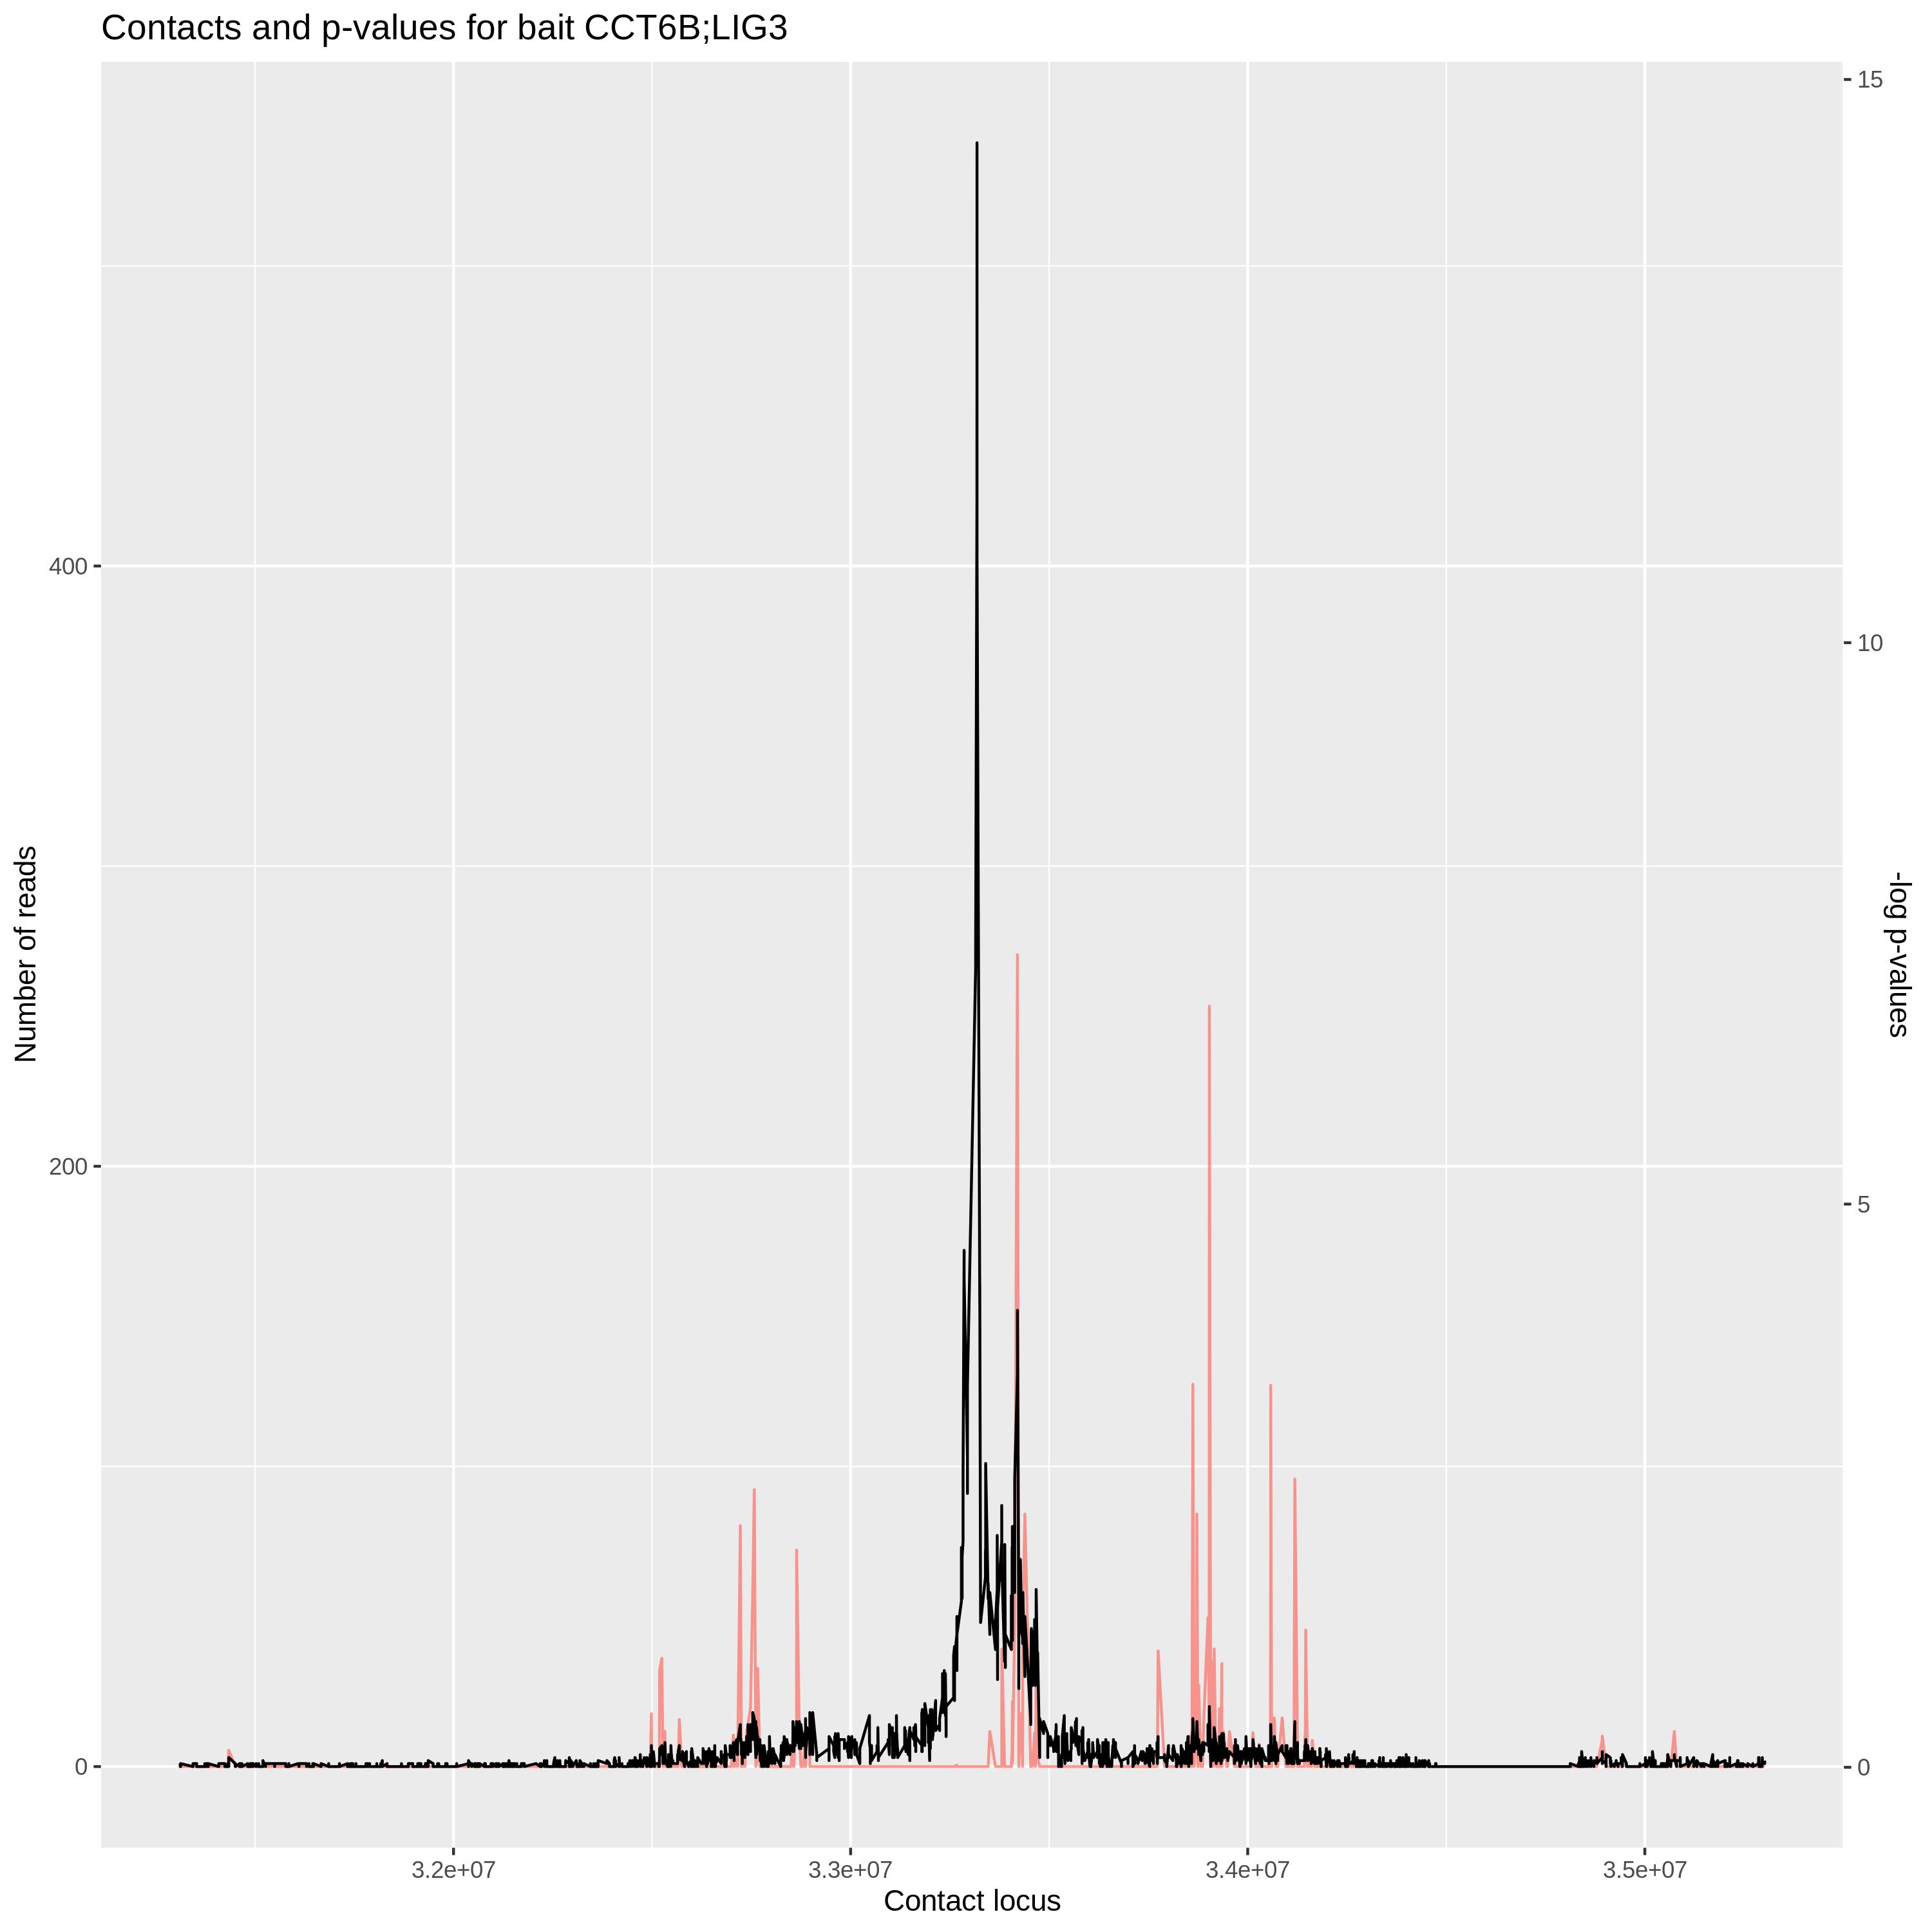 Contacts and p-values for bait CCT6B;LIG3
15
400
10
Number of reads
-log p-values
200
5
0
0
3.2e+07
3.3e+07
3.4e+07
3.5e+07
Contact locus